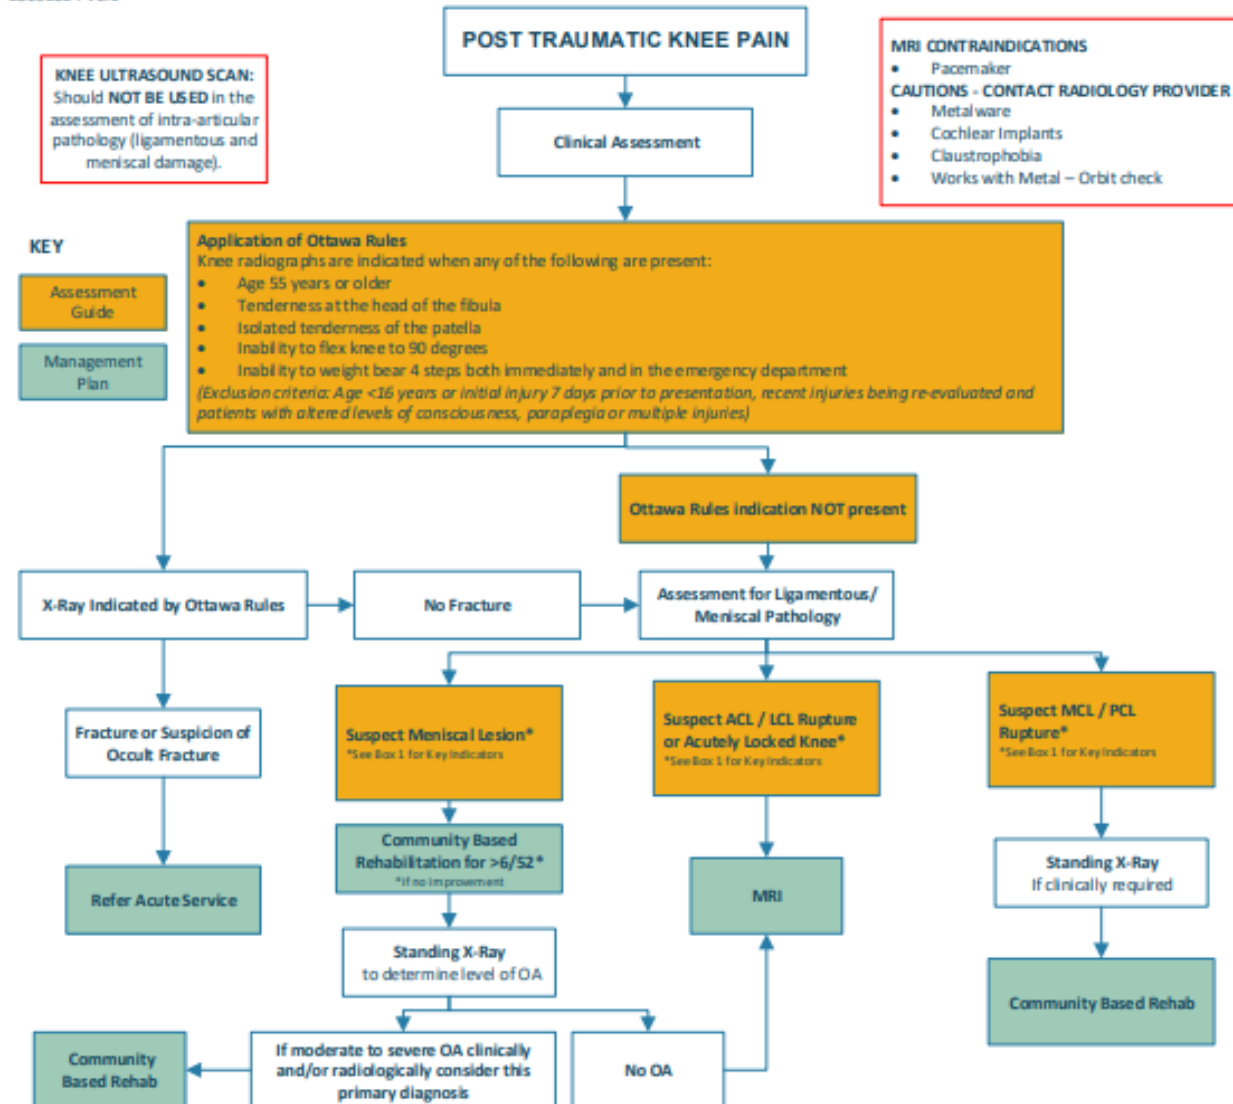 POST TRAUMATIC KNEE PAIN
KNEE ULTRASOUND SCAN:
Should NOT BE USED in the
assessment of intra-articular
pathology (ligamentous and
meniscal damage).
MRI CONTRAINDICATIONS
• Pacemaker
CAUTIONS - CONTACT RADIOLOGY PROVIDER
• Metalware
• Cochlear Implants
• Claustrophobia
• Works with Metal – Orbit check
Clinical Assessment
KEY
Assessment
Guide
Management
Plan
Application of Ottawa Rules
Knee radiographs are indicated when any of the following are present:
• Age 55 years or older
• Tenderness at the head of the fibula
• Isolated tenderness of the patella
• Inability to flex knee to 90 degrees
• Inability to weight bear 4 steps both immediately and in the emergency department
(Exclusion criteria: Age <16 years or initial injury 7 days prior to presentation, recent injuries being re-evaluated and
patients with altered levels of consciousness, paraplegia or multiple injuries)
Ottawa Rules indication NOT present
X-Ray Indicated by Ottawa Rules
No Fracture
Assessment for Ligamentous/
Meniscal Pathology
Fracture or Suspicion of
Occult Fracture
Suspect Meniscal Lesion*
*See Box 1 for Key Indicators
Suspect ACL / LCL Rupture
or Acutely Locked Knee*
*See Box 1 for Key Indicators
Suspect MCL / PCL
Rupture*
*See Box 1 for Key Indicators
Community Based
Rehabilitation for >6/52*
*if no improvement
Refer Acute Service
MRI
Standing X-Ray
If clinically required
Standing X-Ray
to determine level of OA
Community Based Rehab
Community
Based Rehab
If moderate to severe OA clinically
and/or radiologically consider this
primary diagnosis
No OA